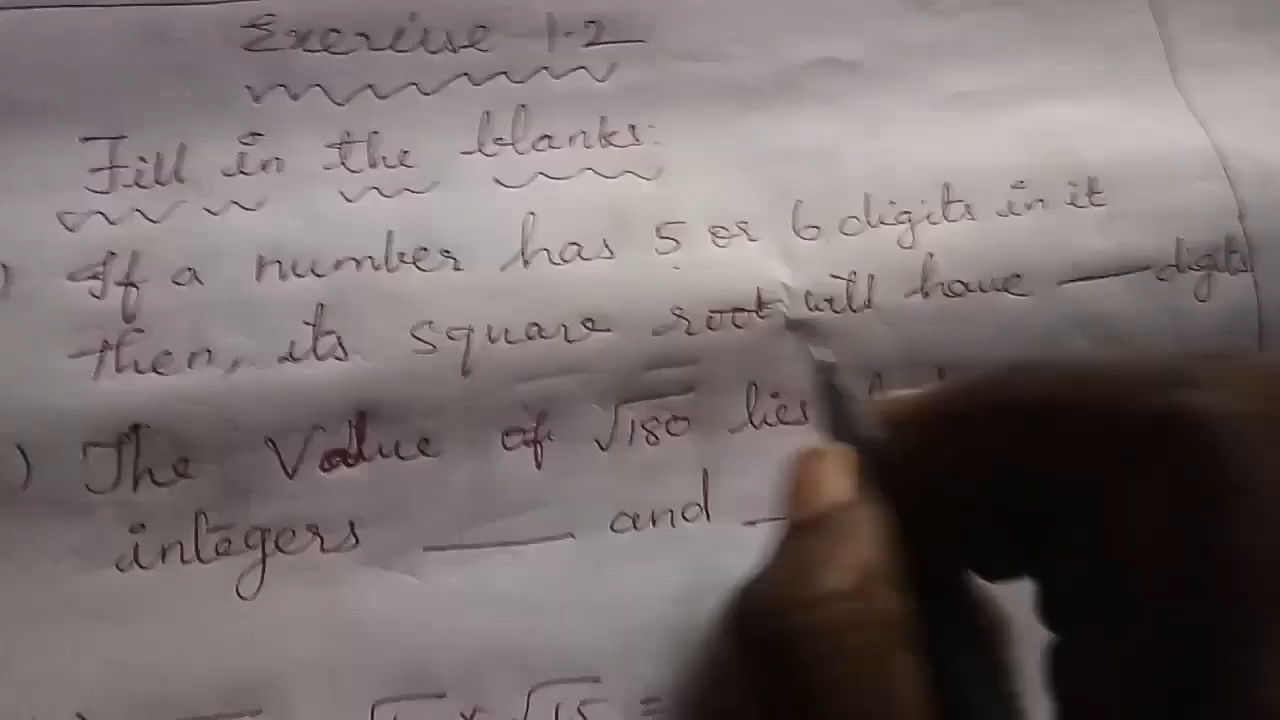 Exercise 1.2
Fill in the blanks:
) If a number has 5 or 6 digits in it
then, its square root will have — digits
) The Value of √180 lies
integers — and —
√15 =